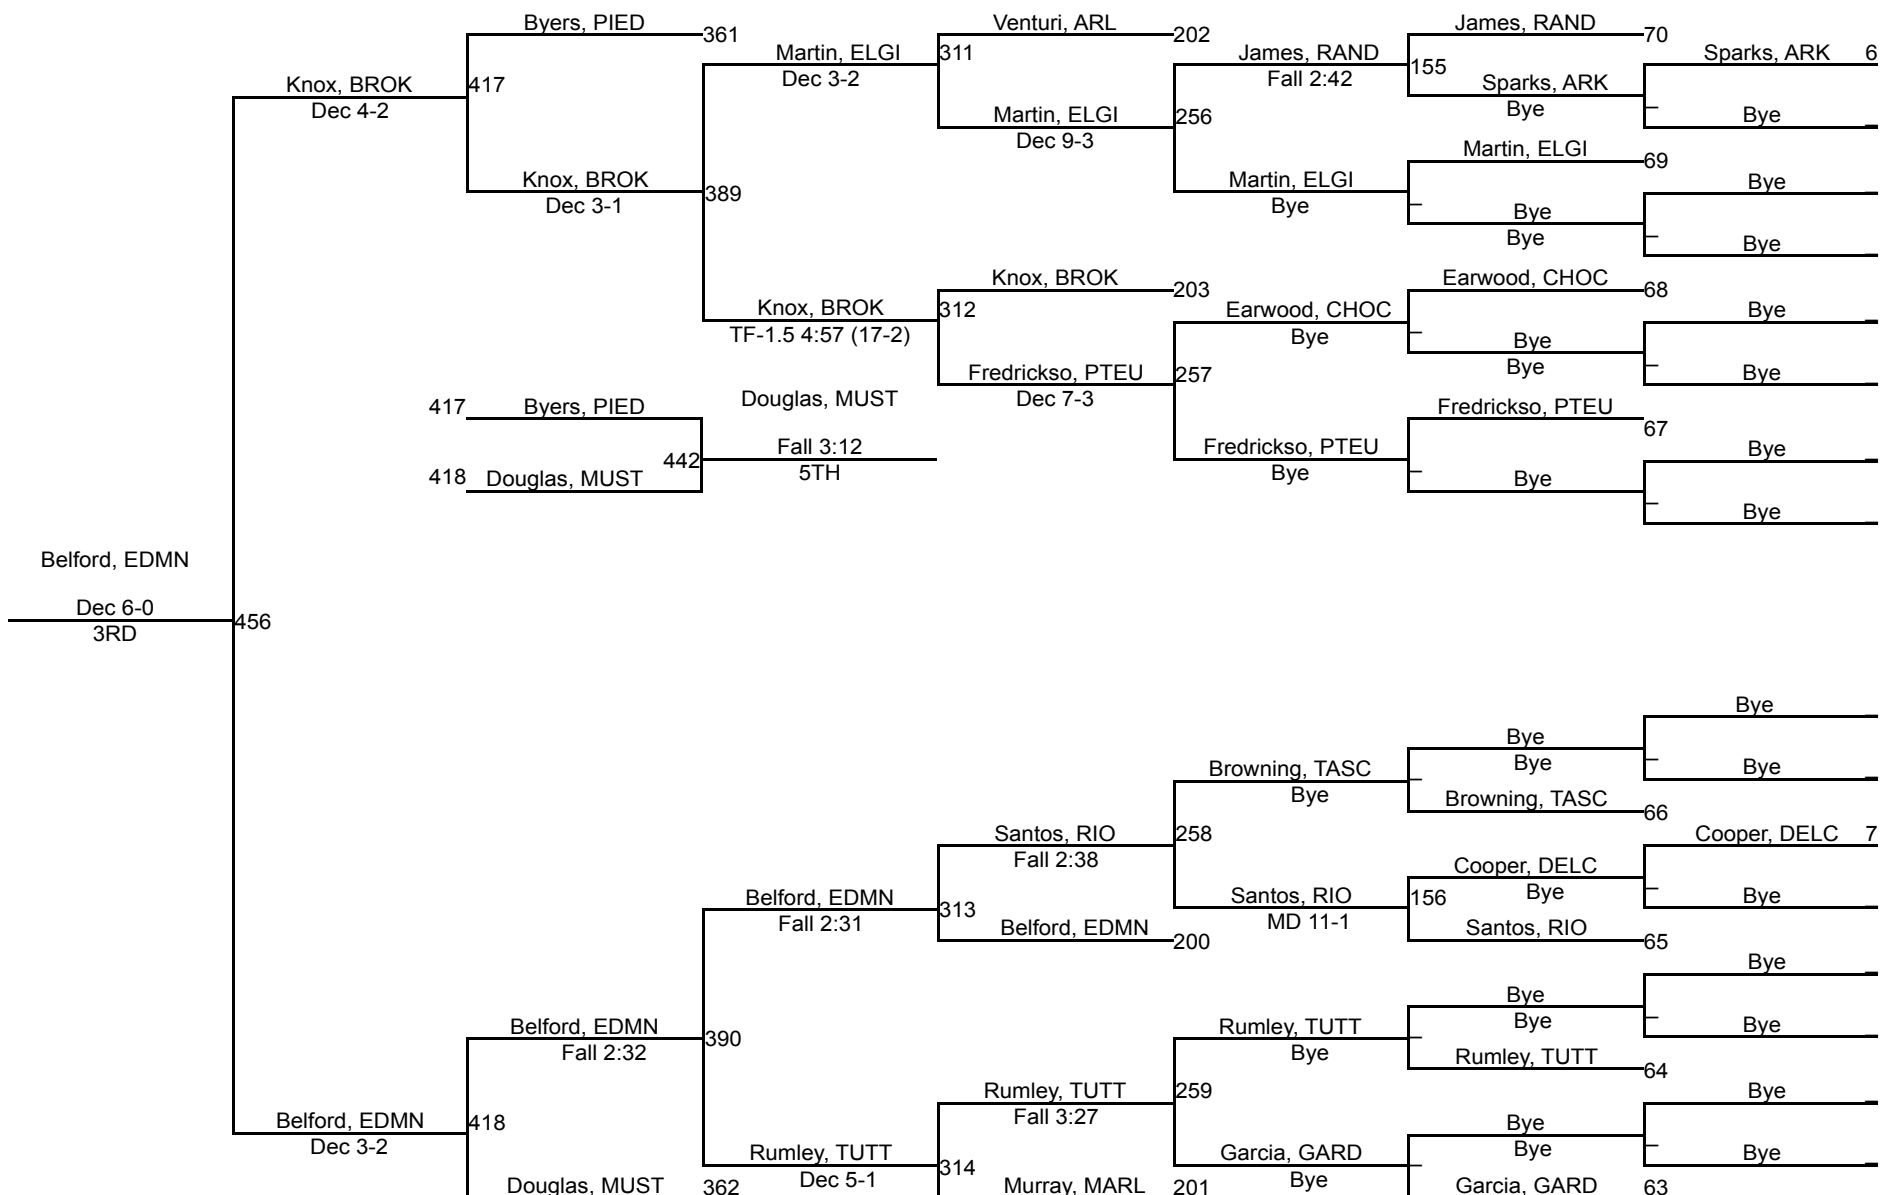 Byers, PIED
361
Venturi, ARL
202
James, RAND
70
Martin, ELGI
311
James, RAND
Sparks, ARK 6
Dec 3-2
Fall 2:42
155
Knox, BROK
417
Sparks, ARK
Dec 4-2
Bye
Martin, ELGI
256
Bye
Dec 9-3
Martin, ELGI
69
Knox, BROK
389
Martin, ELGI
Bye
Dec 3-1
Bye
Bye
Bye
Bye
Knox, BROK
203
Earwood, CHOC
68
Knox, BROK
312
Earwood, CHOC
Bye
TF-1.5 4:57 (17-2)
Bye
Bye
Bye
Fredrickso, PTEU
257
Bye
Dec 7-3
417
Byers, PIED
Douglas, MUST
Fredrickso, PTEU
67
Fall 3:12
Fredrickso, PTEU
Bye
442
5TH
Bye
418
Douglas, MUST
Bye
Bye
Belford, EDMN
Dec 6-0
456
3RD
Bye
Bye
Browning, TASC
Bye
Bye
Bye
Browning, TASC
66
Santos, RIO
258
Cooper, DELC 7
Fall 2:38
Cooper, DELC
Belford, EDMN
313
Santos, RIO
156
Bye
Bye
Fall 2:31
MD 11-1
Belford, EDMN
200
Santos, RIO
65
Bye
Bye
Belford, EDMN
390
Rumley, TUTT
Bye
Bye
Fall 2:32
Bye
Rumley, TUTT
64
Rumley, TUTT
259
Bye
Fall 3:27
Belford, EDMN
418
Bye
Dec 3-2
Bye
Rumley, TUTT
314
Garcia, GARD
Bye
Dec 5-1
Bye
Douglas, MUST
362
Murray, MARL
201
Garcia, GARD
63